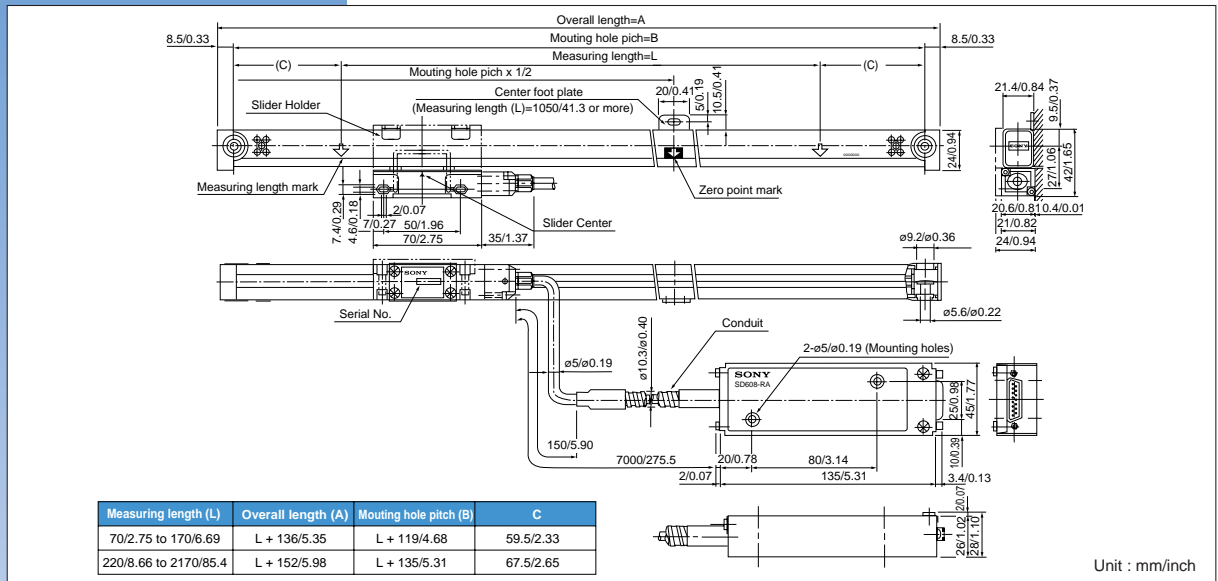 Overall length=A
8.5/0.33
Mouting hole pich=B
8.5/0.33
(C)
Measuring length=L
(C)
Mouting hole pich x 1/2
20/0.41
5/0.19
10.5/0.41
Center foot plate
(Measuring length (L)=1050/41.3 or more)
Slider Holder
21.4/0.84
9.5/0.37
24/0.94
27/1.06
42/1.65
Measuring length mark
Zero point mark
7.4/0.29
4.6/0.18
7/0.27
2/0.07
50/1.96
70/2.75
Slider Center
35/1.37
20.6/0.81
0.4/0.01
21/0.82
24/0.94
ø9.2/ø0.36
SONY
Serial No.
ø5.6/ø0.22
ø5/ø0.19
ø10.3/ø0.40
Conduit
2-ø5/ø0.19 (Mounting holes)
SONY
SD608-RA
25/0.98
45/1.77
10/0.39
150/5.90
7000/275.5
20/0.78
80/3.14
2/0.07
135/5.31
3.4/0.13
2/0.07
26/1.02
28/1.10
Measuring length (L) Overall length (A) Mouting hole pitch (B) C
70/2.75 to 170/6.69 L + 136/5.35 L + 119/4.68 59.5/2.33
220/8.66 to 2170/85.4 L + 152/5.98 L + 135/5.31 67.5/2.65
Unit : mm/inch